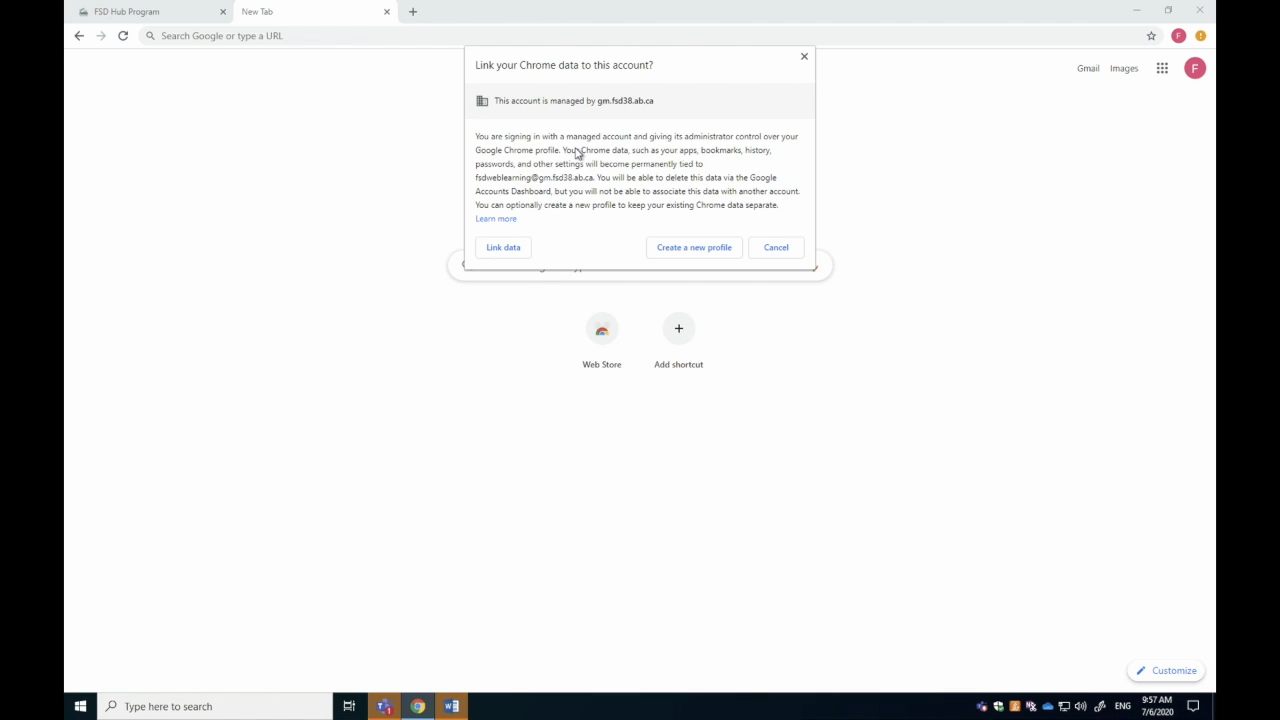 FSD Hub Program
New Tab
Search Google or type a URL
F
Gmail
Images
F
Link your Chrome data to this account?
This account is managed by gm.fsd38.ab.ca
You are signing in with a managed account and giving its administrator control over your
Google Chrome profile. Your Chrome data, such as your apps, bookmarks, history,
passwords, and other settings will become permanently tied to
fsdweblearning@gm.fsd38.ab.ca. You will be able to delete this data via the Google
Accounts Dashboard, but you will not be able to associate this data with another account.
You can optionally create a new profile to keep your existing Chrome data separate.
Learn more
Link data
Create a new profile
Cancel
Web Store
Add shortcut
Customize
Type here to search
1
ENG
9:57 AM
7/6/2020